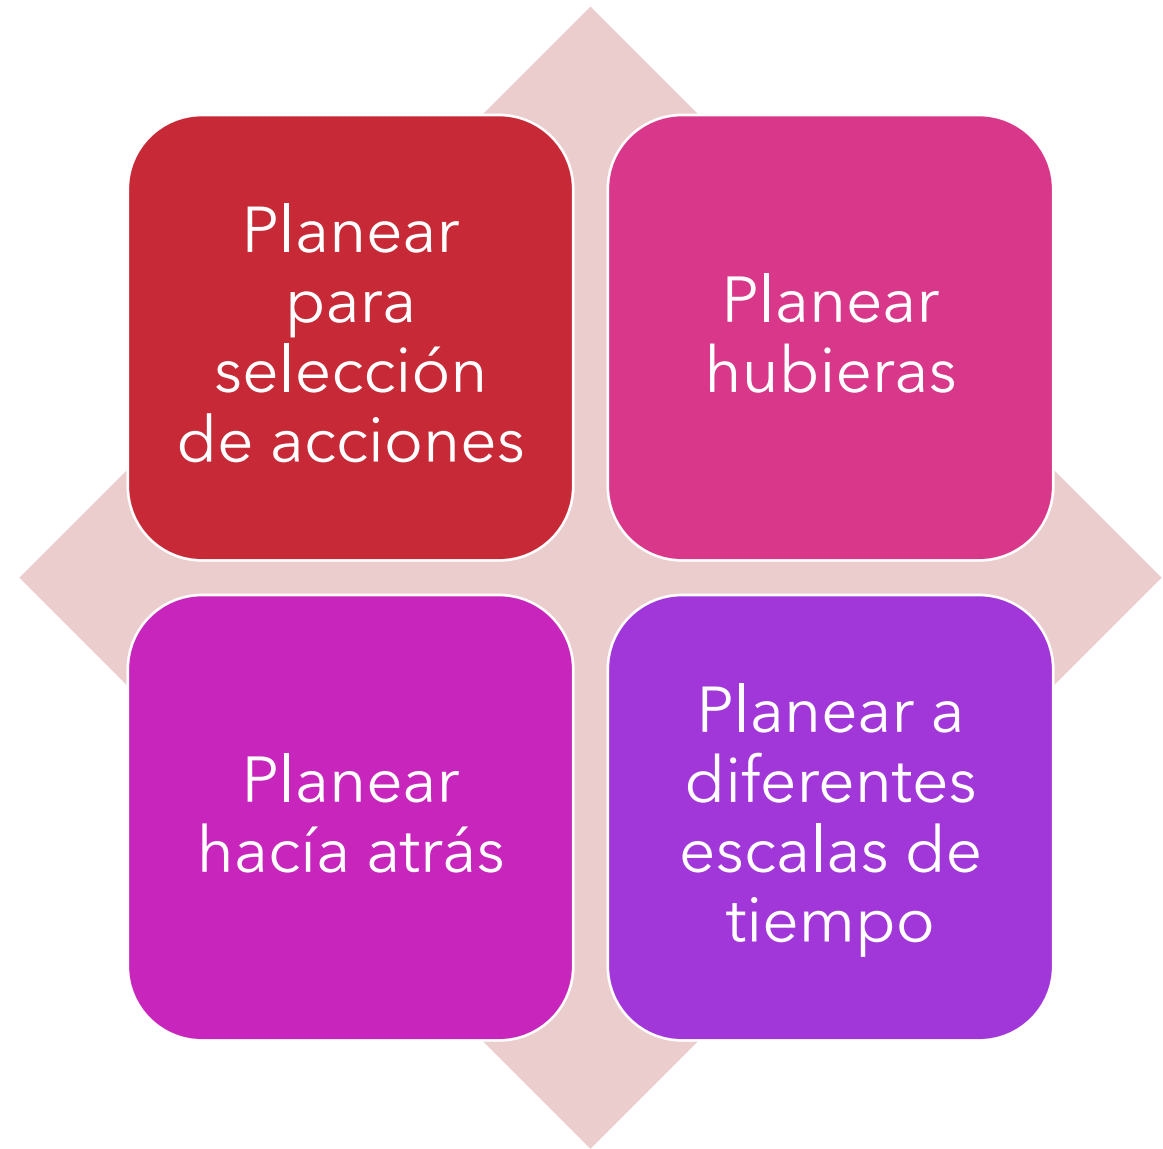 Planear
para
selección
de acciones
Planear
hubieras
Planear
hacía atrás
Planear a
diferentes
escalas de
tiempo